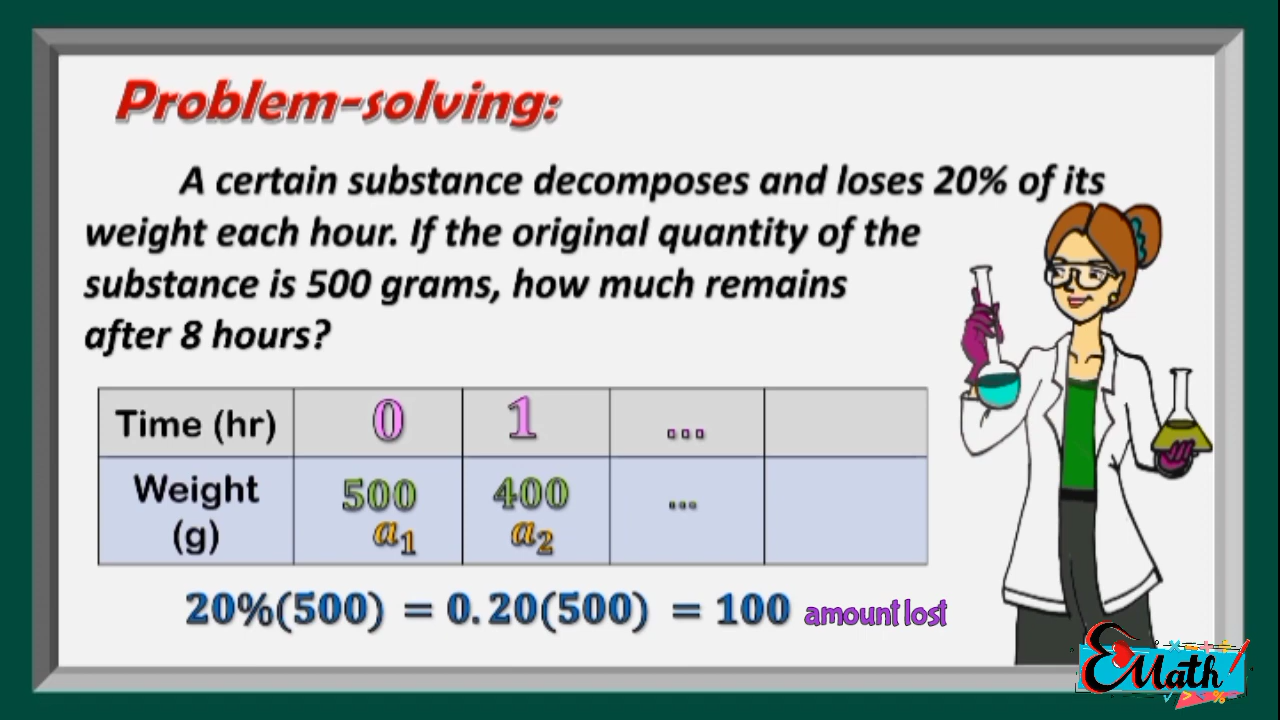 Problem-solving:
A certain substance decomposes and loses 20% of its
weight each hour. If the original quantity of the
substance is 500 grams, how much remains
after 8 hours?
Time (hr) 0 1 ...
Weight (g) 500 400 ...
a₁ a₂
20%(500) = 0.20(500) = 100 amount lost
EMath